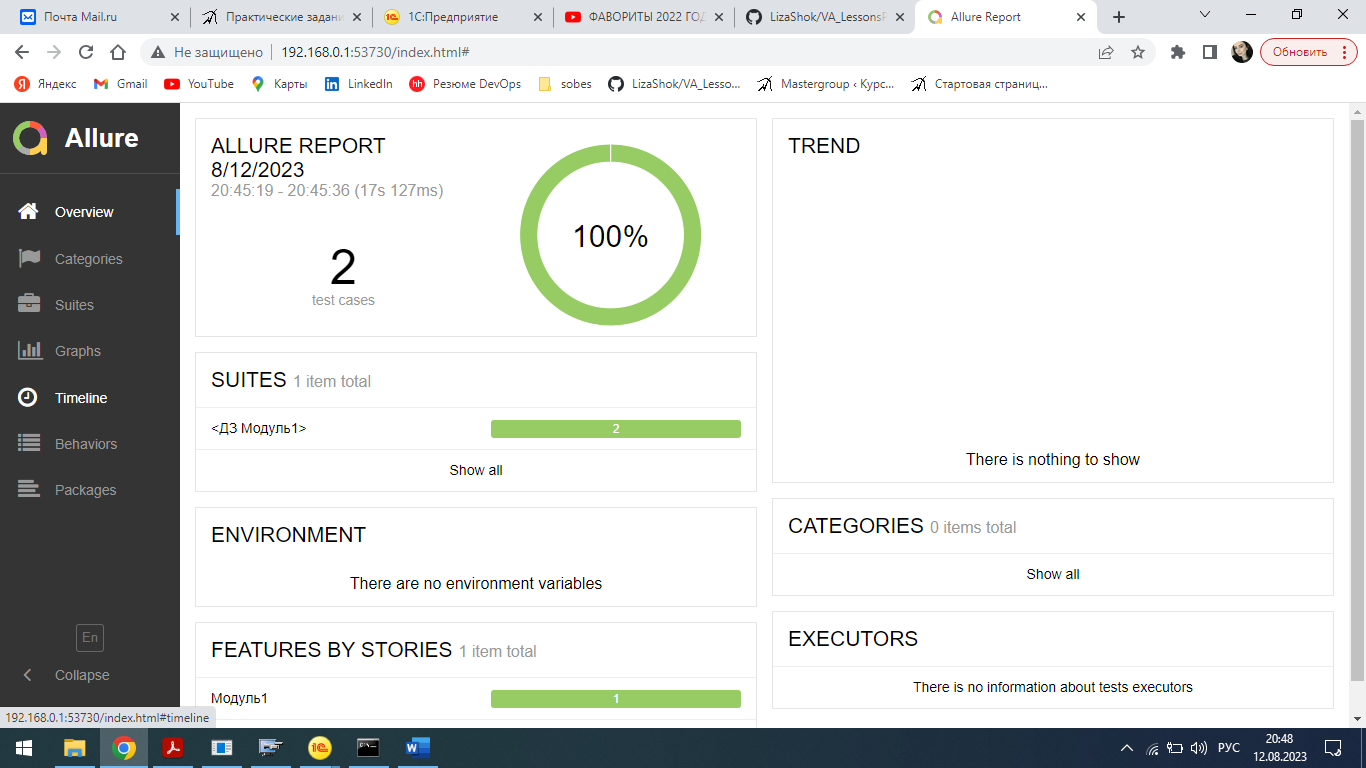 Почта Mail.ru
Практические задани
1С:Предприятие
ФАВОРИТЫ 2022 ГОД
LizaShok/VA_LessonsP
Allure Report
Не защищено
192.168.0.1:53730/index.html#
Обновить
Яндекс
Gmail
YouTube
Карты
LinkedIn
hh
Резюме DevOps
sobes
LizaShok/VA_Lesso...
Mastergroup ‹ Курс...
Стартовая страниц...
Allure
Overview
Categories
Suites
Graphs
Timeline
Behaviors
Packages
En
Collapse
192.168.0.1:53730/index.html#timeline
ALLURE REPORT
8/12/2023
20:45:19 - 20:45:36 (17s 127ms)
2
test cases
100%
SUITES 1 item total
<ДЗ Модуль1>
2
Show all
ENVIRONMENT
There are no environment variables
FEATURES BY STORIES 1 item total
Модуль1
1
TREND
There is nothing to show
CATEGORIES 0 items total
Show all
EXECUTORS
There is no information about tests executors
РУС
20:48
12.08.2023